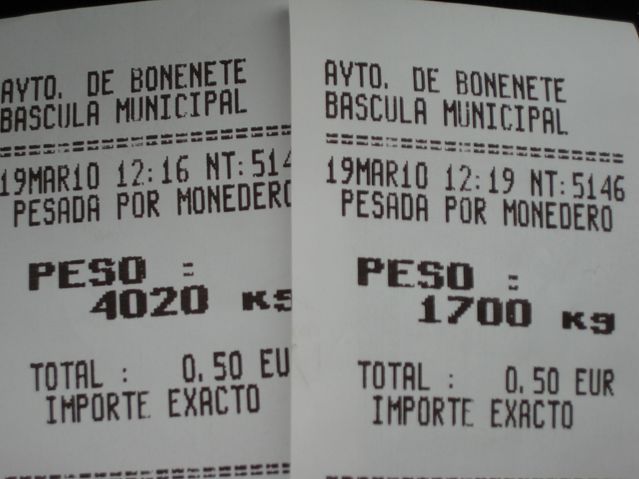 AYTO. DE BONENETE
BASCULA MUNICIPAL
==============================
19MAR10 12:16 NT:514
PESADA POR MONEDERO
PESO :
4020 KG
TOTAL : 0.50 EU
IMPORTE EXACTO
AYTO. DE BONENETE
BASCULA MUNICIPAL
==============================
19MAR10 12:19 NT:5146
PESADA POR MONEDERO
PESO :
1700 Kg
TOTAL : 0.50 EUR
IMPORTE EXACTO